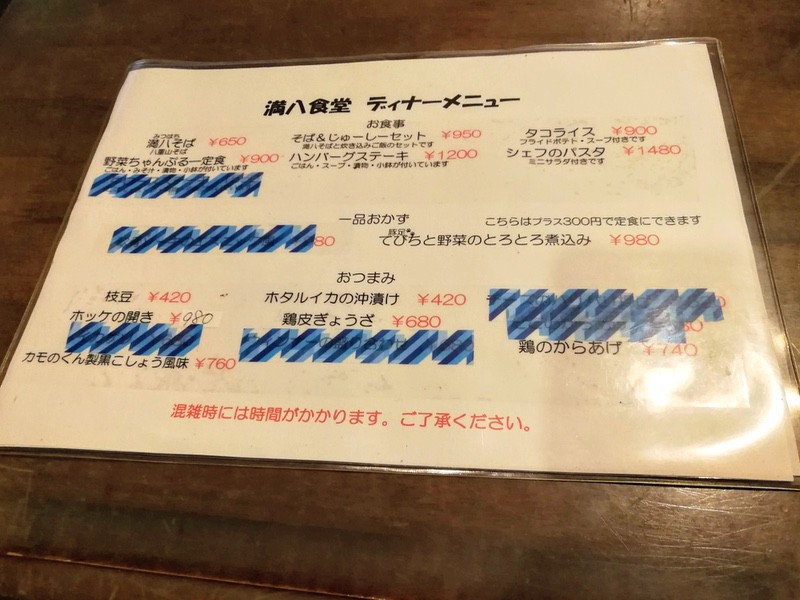 満八食堂 ディナーメニュー
お食事
みつはち
満八そば ¥650
八重山そば
そば&じゅーしーセット ¥950
満八そばと炊き込みご飯のセットです
タコライス ¥900
フライドポテト・スープ付きです
野菜ちゃんぷるー定食 ¥900
ごはん・みそ汁・漬物・小鉢が付いています
ハンバーグステーキ ¥1200
ごはん・スープ・漬物・小鉢が付いています
シェフのパスタ ¥1480
ミニサラダ付きです
一品おかず こちらはプラス300円で定食にできます
80
豚足
てびちと野菜のとろとろ煮込み ¥980
おつまみ
枝豆 ¥420
ホタルイカの沖漬け ¥420
ホッケの開き ¥980
鶏皮ぎょうざ ¥680
80
カモのくん製黒こしょう風味 ¥760
鶏のからあげ ¥740
混雑時には時間がかかります。ご了承ください。